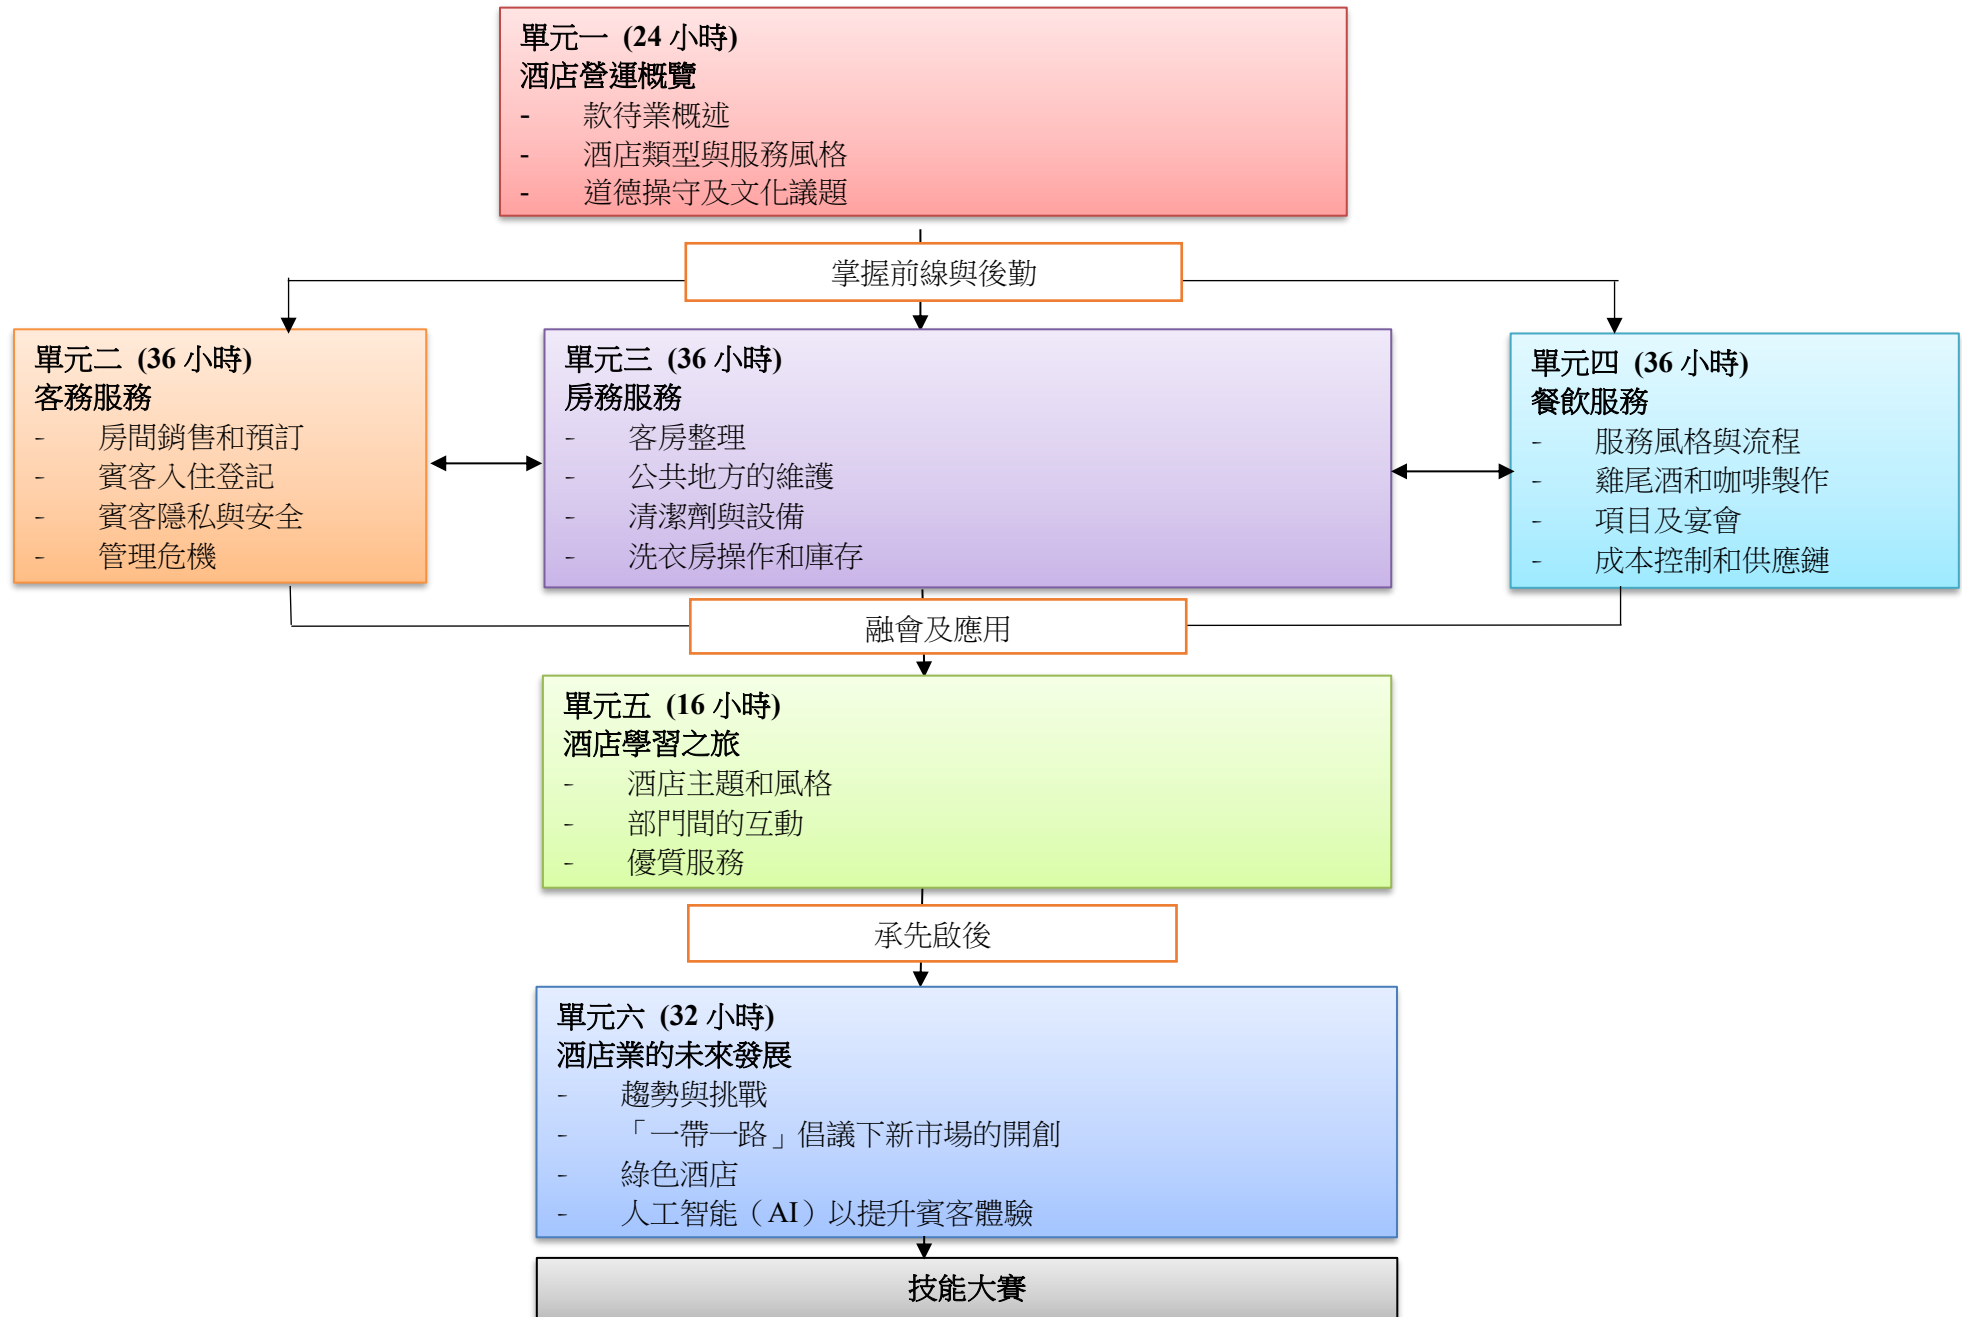 單元一 (24 小時)
酒店營運概覽
- 款待業概述
- 酒店類型與服務風格
- 道德操守及文化議題
掌握前線與後勤
單元二 (36 小時)
客務服務
- 房間銷售和預訂
- 賓客入住登記
- 賓客隱私與安全
- 管理危機
單元三 (36 小時)
房務服務
- 客房整理
- 公共地方的維護
- 清潔劑與設備
- 洗衣房操作和庫存
單元四 (36 小時)
餐飲服務
- 服務風格與流程
- 雞尾酒和咖啡製作
- 項目及宴會
- 成本控制和供應鏈
融會及應用
單元五 (16 小時)
酒店學習之旅
- 酒店主題和風格
- 部門間的互動
- 優質服務
承先啟後
單元六 (32 小時)
酒店業的未來發展
- 趨勢與挑戰
- 「一帶一路」倡議下新市場的開創
- 綠色酒店
- 人工智能（AI）以提升賓客體驗
技能大賽